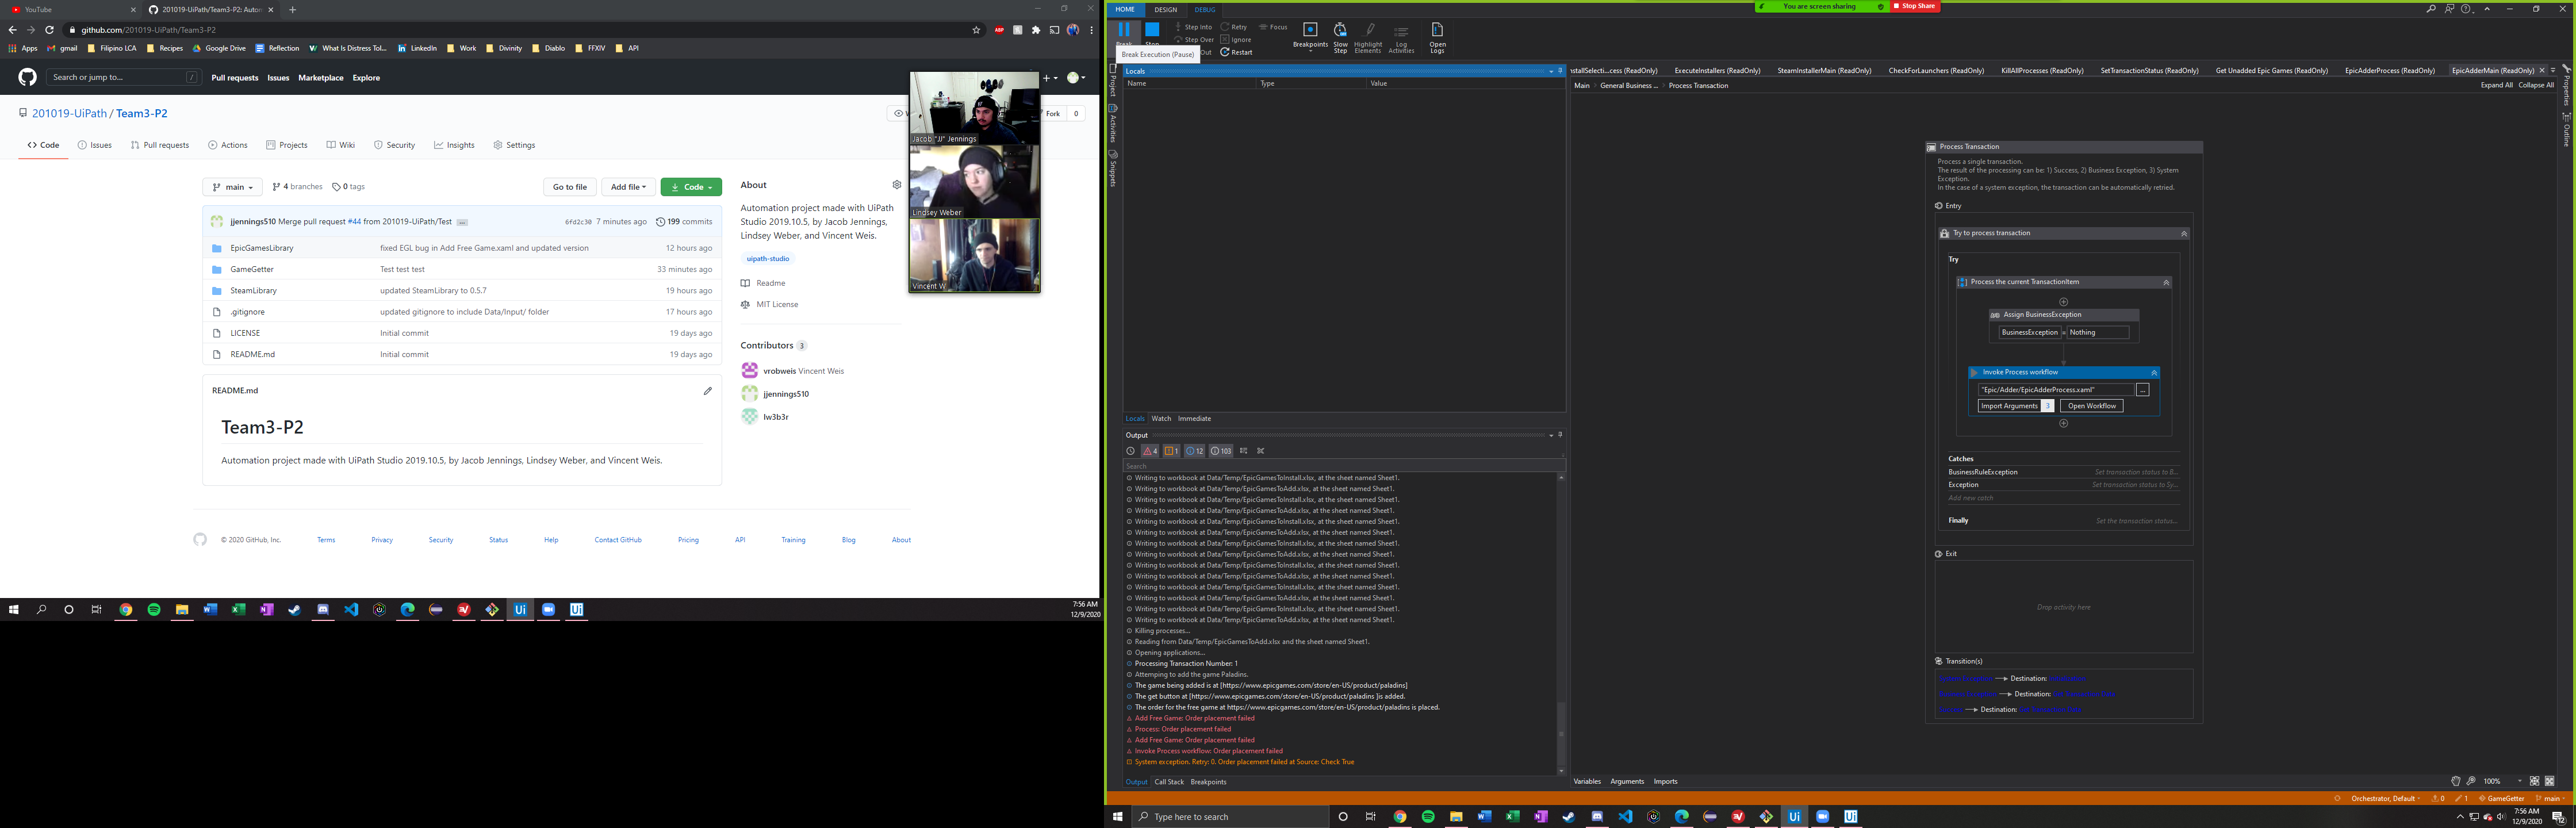 YouTube
201019-UiPath/Team3-P2: Autom
github.com/201019-UiPath/Team3-P2
Apps gmail Filipino LCA Recipes Google Drive Reflection What Is Distress Tol... LinkedIn Work Divinity Diablo FFXIV API
Search or jump to... / Pull requests Issues Marketplace Explore
201019-UiPath / Team3-P2
Fork 0
Code Issues Pull requests Actions Projects Wiki Security Insights Settings
main 4 branches 0 tags Go to file Add file Code
jjennings510 Merge pull request #44 from 201019-UiPath/Test ... 6fd2c30 7 minutes ago 199 commits
EpicGamesLibrary fixed EGL bug in Add Free Game.xaml and updated version 12 hours ago
GameGetter Test test test 33 minutes ago
SteamLibrary updated SteamLibrary to 0.5.7 19 hours ago
.gitignore updated gitignore to include Data/Input/ folder 17 hours ago
LICENSE Initial commit 19 days ago
README.md Initial commit 19 days ago
README.md
Team3-P2
Automation project made with UiPath Studio 2019.10.5, by Jacob Jennings, Lindsey Weber, and Vincent Weis.
About
Automation project made with UiPath
Studio 2019.10.5, by Jacob Jennings,
Lindsey Weber, and Vincent Weis.
uipath-studio
Readme
MIT License
Contributors 3
vrobweis Vincent Weis
jjennings510
lw3b3r
© 2020 GitHub, Inc. Terms Privacy Security Status Help Contact GitHub Pricing API Training Blog About
Jacob "JJ" Jennings
Lindsey Weber
Vincent W
7:56 AM
12/9/2020
HOME DESIGN DEBUG
You are screen sharing Stop Share
Break Stop
Step Into Retry Focus
Step Over Ignore
Out Restart
Breakpoints Slow Step Highlight Elements Log Activities Open Logs
Break Execution (Pause)
Project
Activities
Snippets
Locals
Name Type Value
Locals Watch Immediate
Output
4 1 12 103
Search
Writing to workbook at Data/Temp/EpicGamesToInstall.xlsx, at the sheet named Sheet1.
Writing to workbook at Data/Temp/EpicGamesToAdd.xlsx, at the sheet named Sheet1.
Writing to workbook at Data/Temp/EpicGamesToInstall.xlsx, at the sheet named Sheet1.
Writing to workbook at Data/Temp/EpicGamesToAdd.xlsx, at the sheet named Sheet1.
Writing to workbook at Data/Temp/EpicGamesToInstall.xlsx, at the sheet named Sheet1.
Writing to workbook at Data/Temp/EpicGamesToAdd.xlsx, at the sheet named Sheet1.
Writing to workbook at Data/Temp/EpicGamesToInstall.xlsx, at the sheet named Sheet1.
Writing to workbook at Data/Temp/EpicGamesToAdd.xlsx, at the sheet named Sheet1.
Writing to workbook at Data/Temp/EpicGamesToInstall.xlsx, at the sheet named Sheet1.
Writing to workbook at Data/Temp/EpicGamesToAdd.xlsx, at the sheet named Sheet1.
Writing to workbook at Data/Temp/EpicGamesToInstall.xlsx, at the sheet named Sheet1.
Writing to workbook at Data/Temp/EpicGamesToAdd.xlsx, at the sheet named Sheet1.
Writing to workbook at Data/Temp/EpicGamesToInstall.xlsx, at the sheet named Sheet1.
Writing to workbook at Data/Temp/EpicGamesToAdd.xlsx, at the sheet named Sheet1.
Killing processes...
Reading from Data/Temp/EpicGamesToAdd.xlsx and the sheet named Sheet1.
Opening applications...
Processing Transaction Number: 1
Attemping to add the game Paladins.
The game being added is at [https://www.epicgames.com/store/en-US/product/paladins]
The get button at [https://www.epicgames.com/store/en-US/product/paladins ]is added.
The order for the free game at https://www.epicgames.com/store/en-US/product/paladins is placed.
Add Free Game: Order placement failed
Process: Order placement failed
Add Free Game: Order placement failed
Invoke Process workflow: Order placement failed
System exception. Retry: 0. Order placement failed at Source: Check True
Output Call Stack Breakpoints
nstallSelecti...cess (ReadOnly) ExecuteInstallers (ReadOnly) SteamInstallerMain (ReadOnly) CheckForLaunchers (ReadOnly) KillAllProcesses (ReadOnly) SetTransactionStatus (ReadOnly) Get Unadded Epic Games (ReadOnly) EpicAdderProcess (ReadOnly) EpicAdderMain (ReadOnly)
Main General Business ... Process Transaction Expand All Collapse All
Process Transaction
Process a single transaction.
The result of the processing can be: 1) Success, 2) Business Exception, 3) System
Exception.
In the case of a system exception, the transaction can be automatically retried.
Entry
Try to process transaction
Try
Process the current TransactionItem
Assign BusinessException
BusinessException = Nothing
Invoke Process workflow
"Epic/Adder/EpicAdderProcess.xaml" ...
Import Arguments 3 Open Workflow
Catches
BusinessRuleException Set transaction status to B...
Exception Set transaction status to Sy...
Add new catch
Finally Set the transaction status...
Exit
Drop activity here
Transition(s)
Destination:
Destination:
Destination:
Variables Arguments Imports 100%
Properties
Outline
Orchestrator, Default 0 1 GameGetter main
Type here to search
7:56 AM
12/9/2020
12